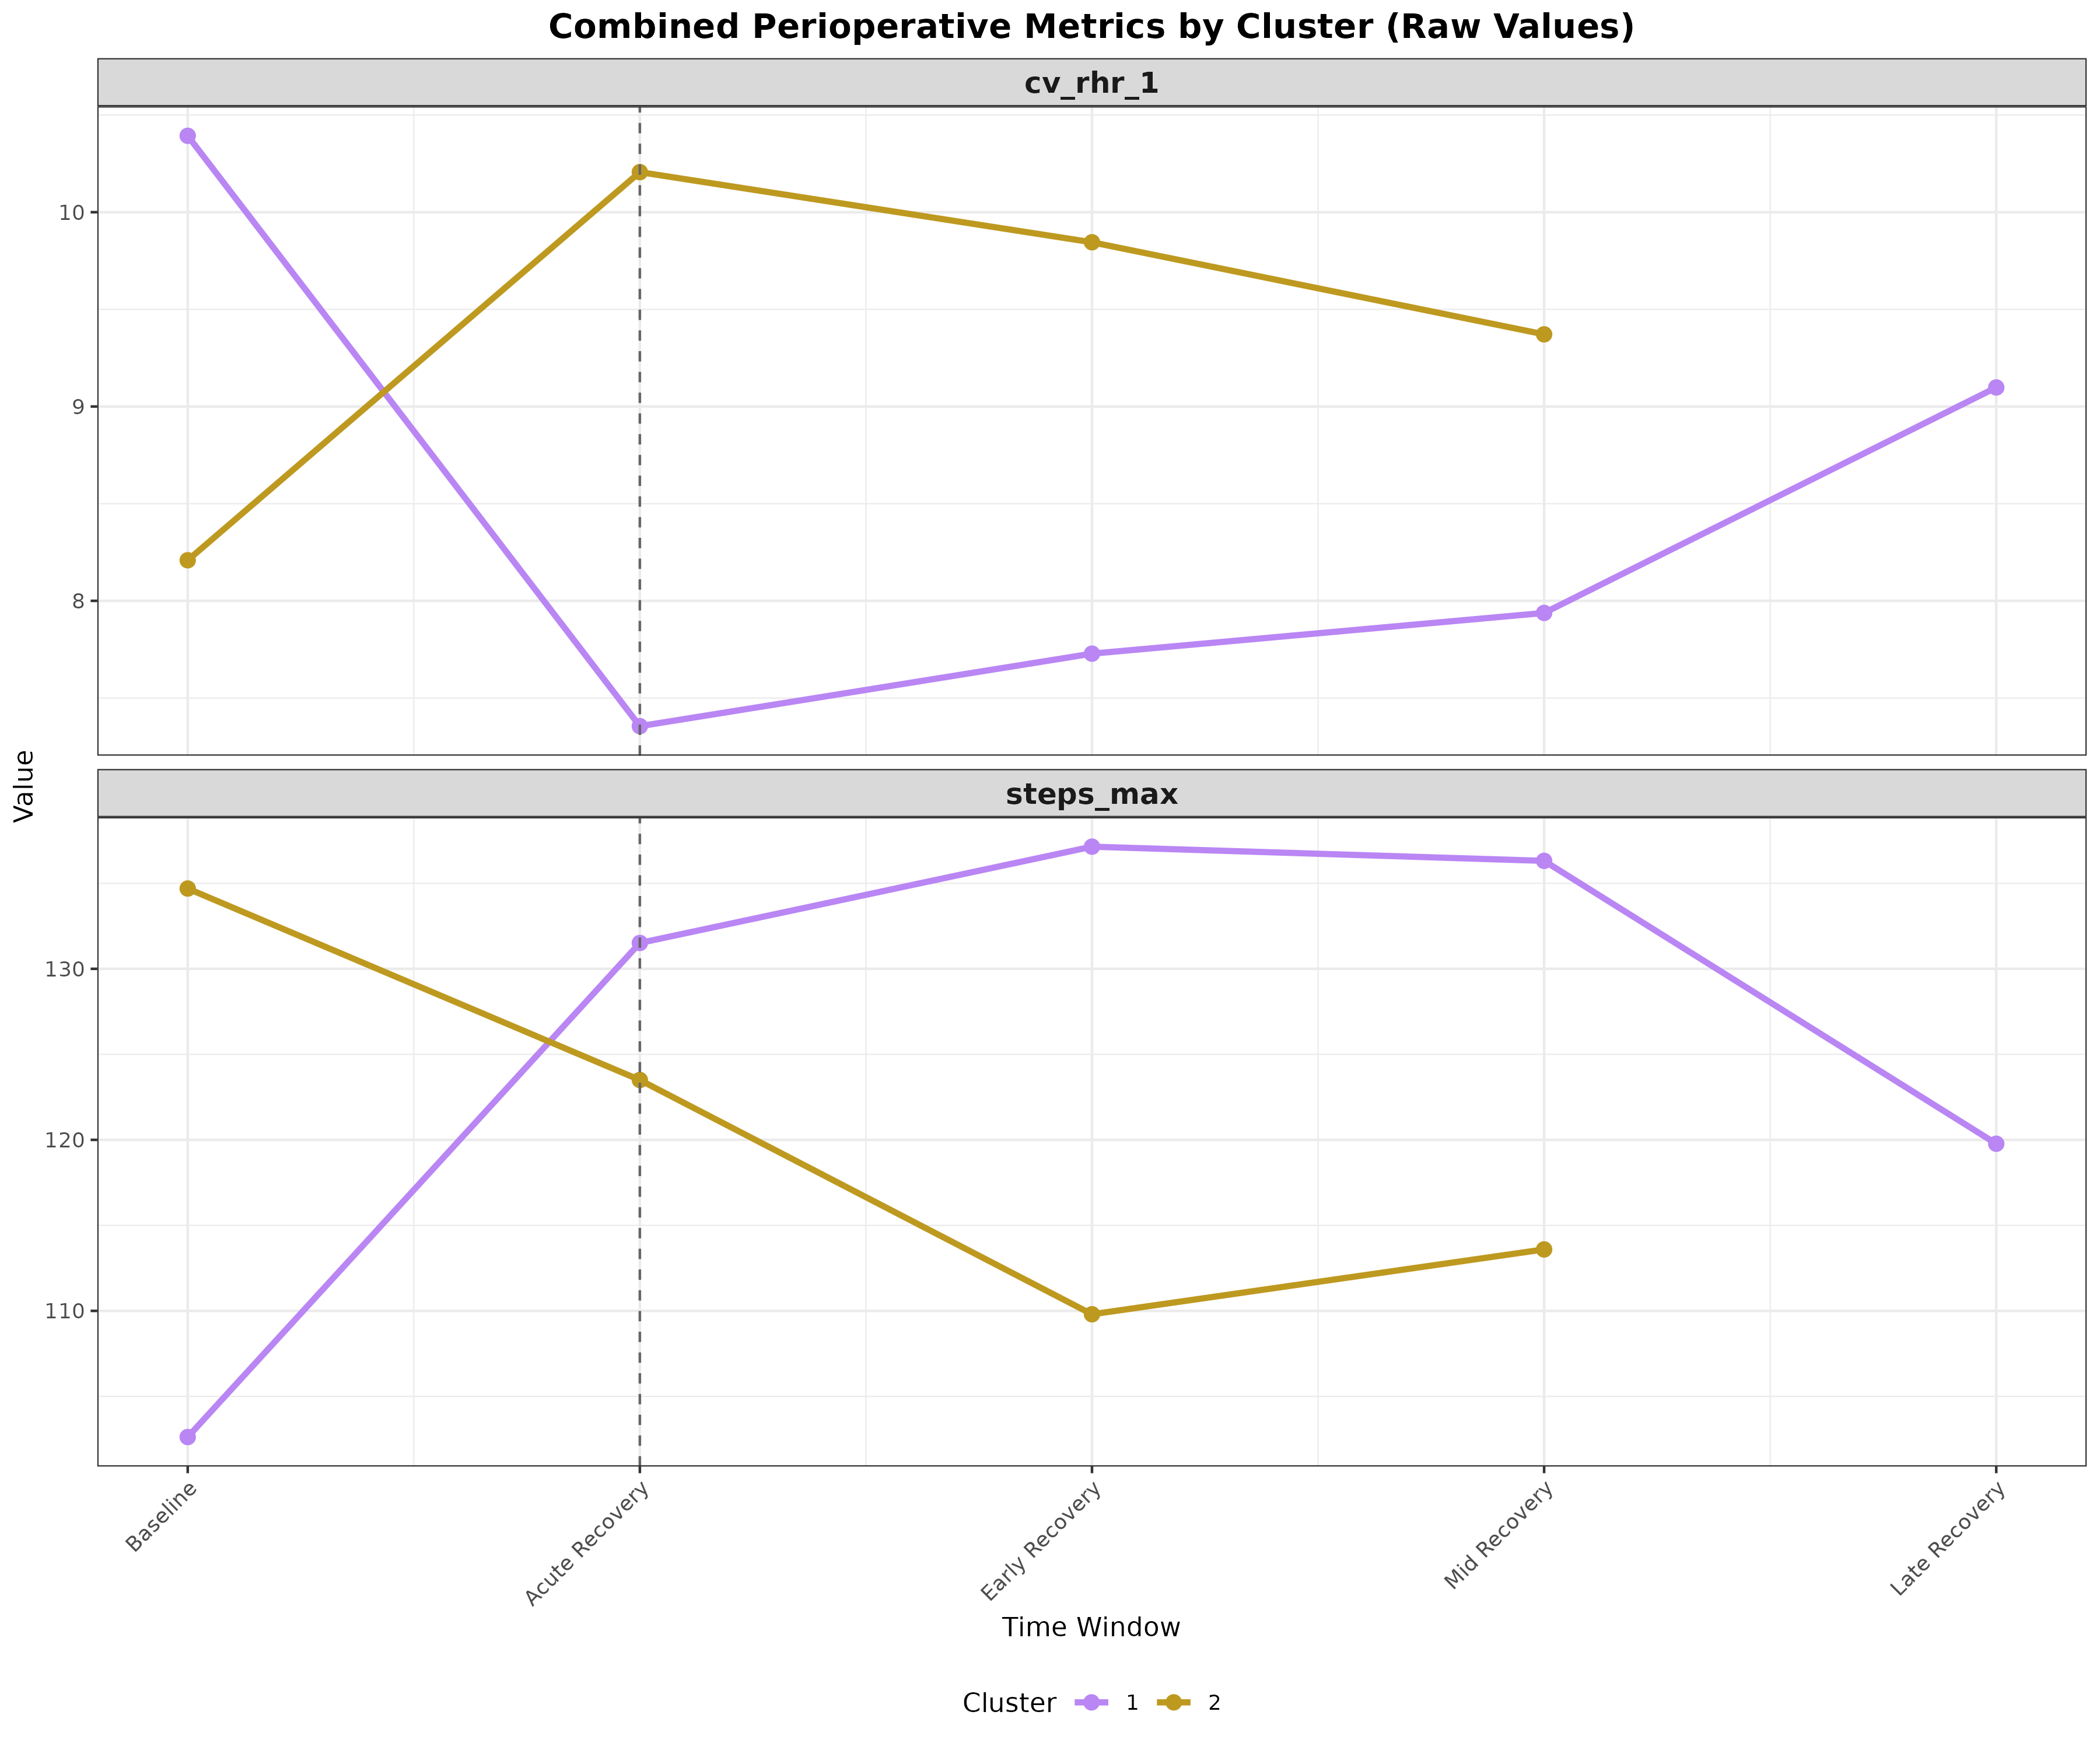 Combined Perioperative Metrics by Cluster (Raw Values)
cv_rhr_1
10
9
8
Value
steps_max
130
120
110
Baseline
Acute Recovery
Early Recovery
Mid Recovery
Late Recovery
Time Window
Cluster 1 2